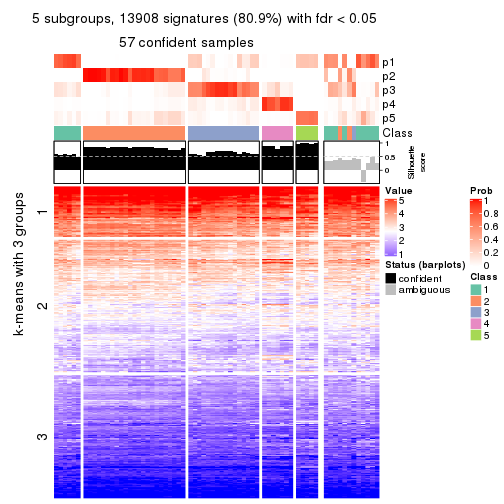 5 subgroups, 13908 signatures (80.9%) with fdr < 0.05
57 confident samples
p1
p2
p3
p4
p5
Class
1
0.5
0
Silhouette
score
k-means with 3 groups
1
2
3
Value
5
4
3
2
1
Status (barplots)
confident
ambiguous
Prob
1
0.8
0.6
0.4
0.2
0
Class
1
2
3
4
5